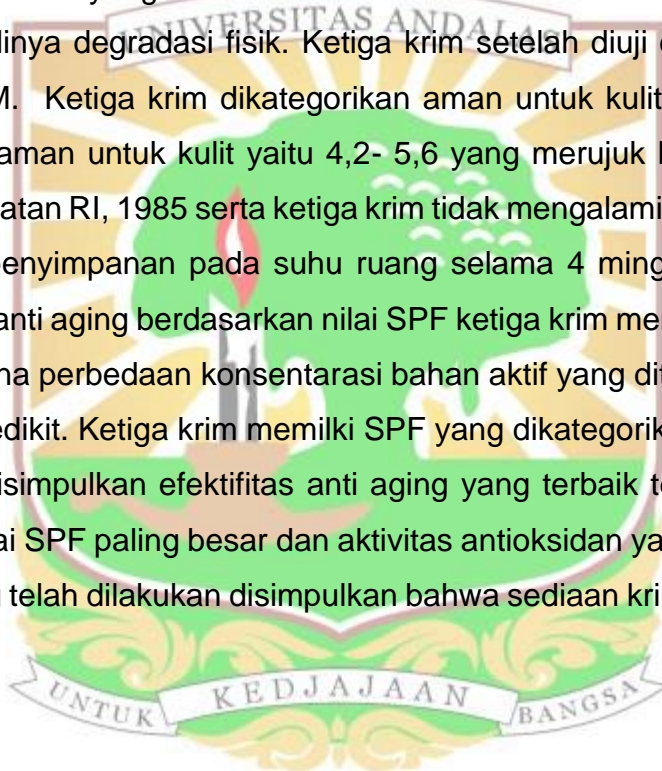 UNIVERSITAS ANDALAS
linya degradasi fisik. Ketiga krim setelah diuji
M. Ketiga krim dikategorikan aman untuk kulit
aman untuk kulit yaitu 4,2- 5,6 yang merujuk
atan RI, 1985 serta ketiga krim tidak mengalami
penyimpanan pada suhu ruang selama 4 ming
anti aging berdasarkan nilai SPF ketiga krim me
na perbedaan konsentarasi bahan aktif yang dit
edikit. Ketiga krim memilki SPF yang dikategorik
isimpulkan efektifitas anti aging yang terbaik te
ai SPF paling besar dan aktivitas antioksidan ya
telah dilakukan disimpulkan bahwa sediaan kri
UNTUK KEDJAJAAN BANGSA